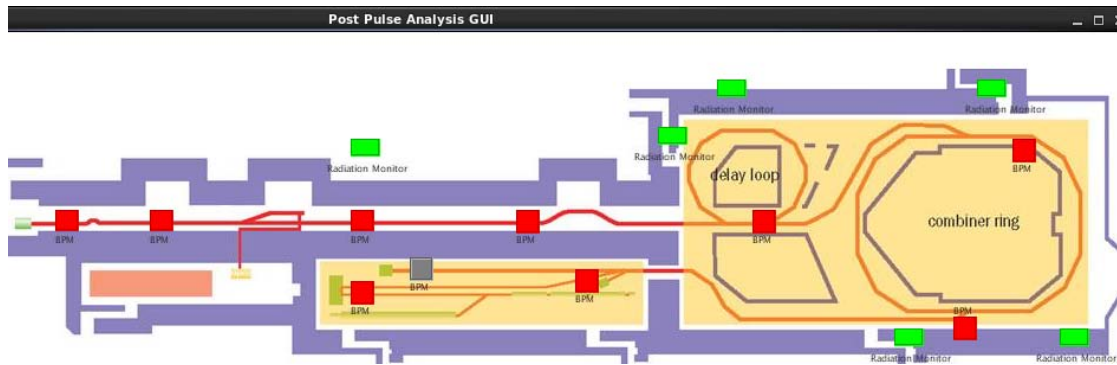 Post Pulse Analysis GUI
Radiation Monitor
Radiation Monitor
Radiation Monitor
Radiation Monitor
delay loop
BPM
combiner ring
BPM
BPM
BPM
BPM
BPM
BPM
BPM
BPM
BPM
Radiation Monitor
Radiation Monitor